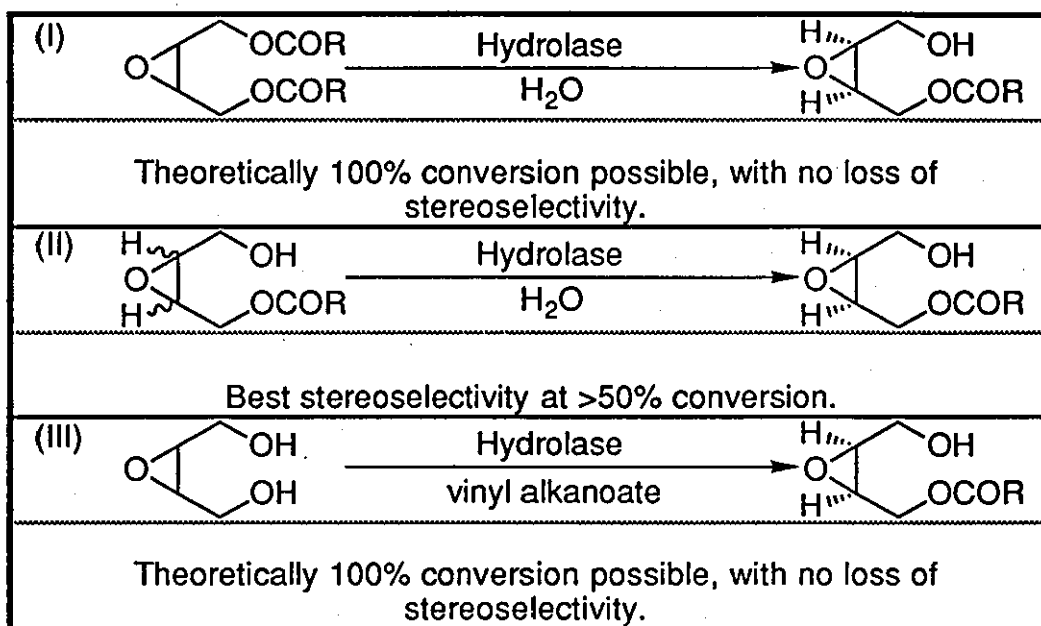 (I)
OCOR
O
OCOR
Hydrolase
H₂O
H
OH
O
H
OCOR
Theoretically 100% conversion possible, with no loss of
stereoselectivity.
(II)
H
OH
O
H
OCOR
Hydrolase
H₂O
H
OH
O
H
OCOR
Best stereoselectivity at >50% conversion.
(III)
OH
O
OH
Hydrolase
vinyl alkanoate
H
OH
O
H
OCOR
Theoretically 100% conversion possible, with no loss of
stereoselectivity.